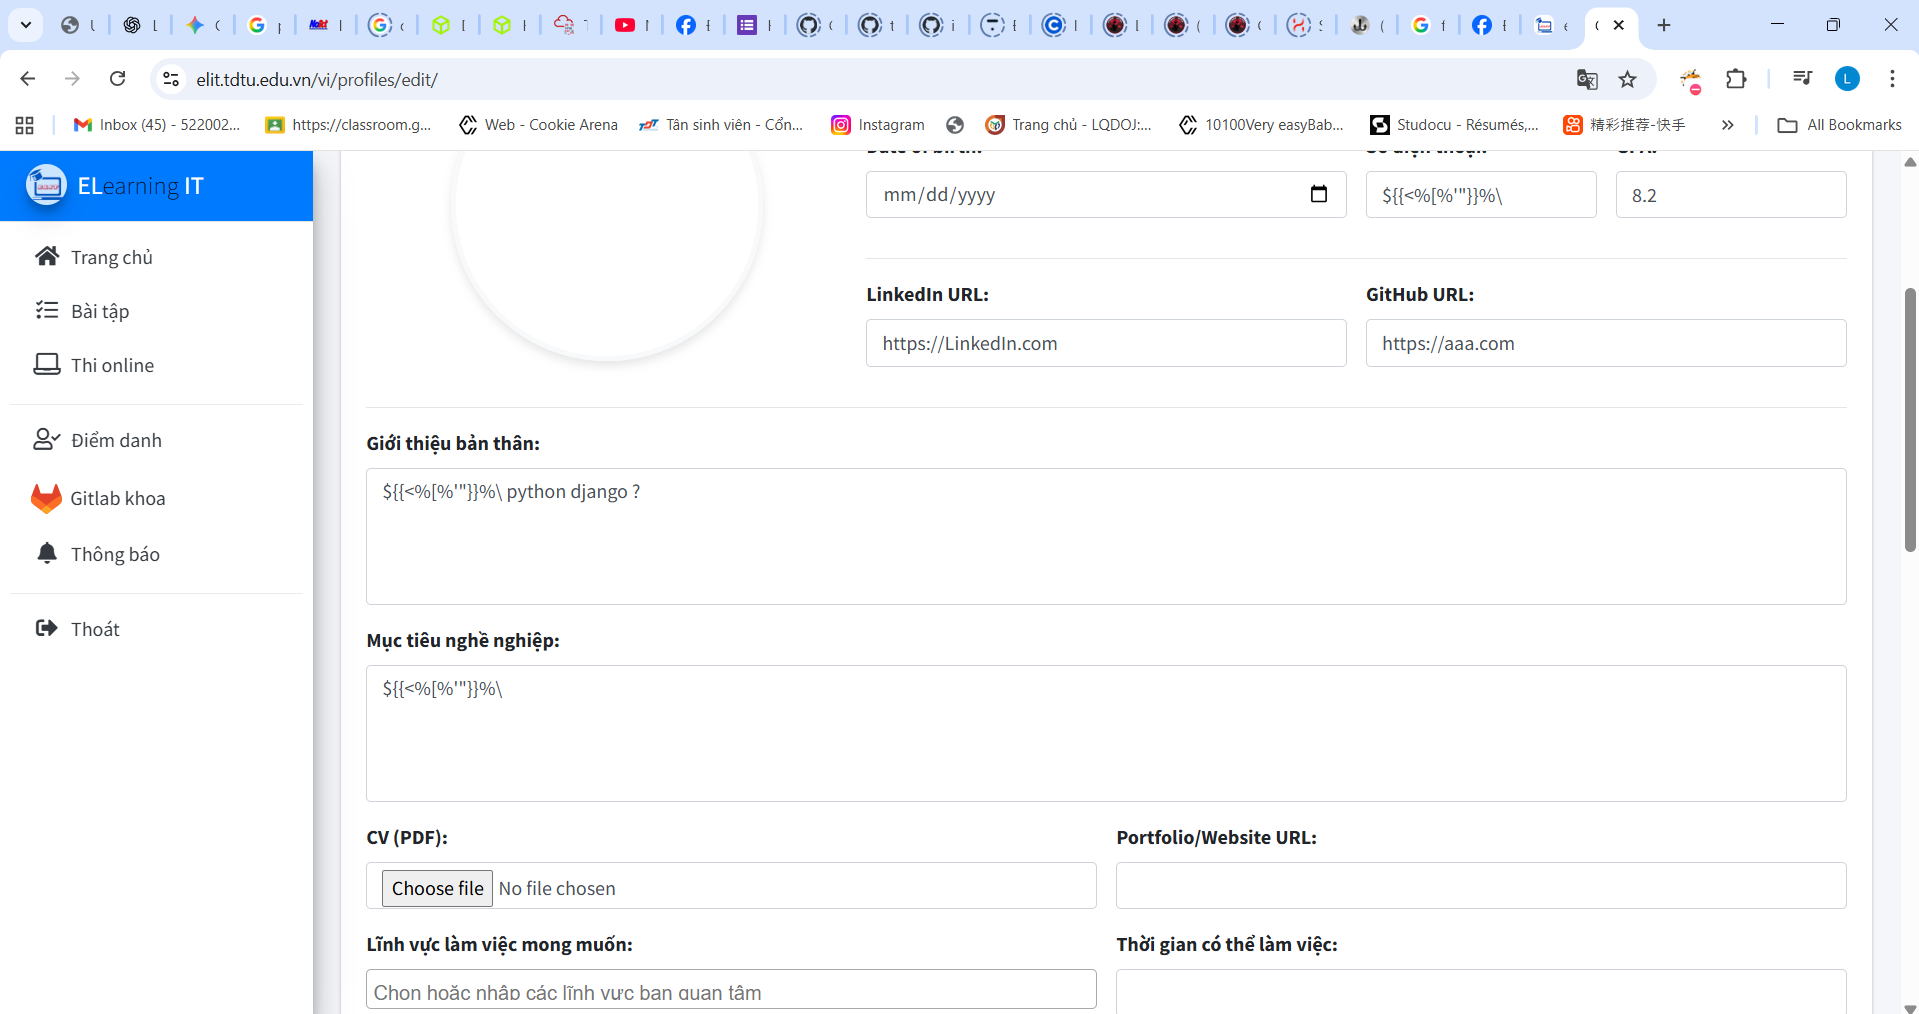 elit.tdtu.edu.vn/vi/profiles/edit/
L
Inbox (45) - 522002...
https://classroom.g...
Web - Cookie Arena
Tân sinh viên - Cổn...
Instagram
Trang chủ - LQDOJ:...
10100Very easyBab...
Studocu - Résumés,...
精彩推荐-快手
All Bookmarks
ELearning IT
Trang chủ
Bài tập
Thi online
Điểm danh
Gitlab khoa
Thông báo
Thoát
mm/dd/yyyy
${{<%[%'"}}%\
8.2
LinkedIn URL:
GitHub URL:
https://LinkedIn.com
https://aaa.com
Giới thiệu bản thân:
${{<%[%'"}}%\ python django ?
Mục tiêu nghề nghiệp:
${{<%[%'"}}%\
CV (PDF):
Portfolio/Website URL:
Choose file No file chosen
Lĩnh vực làm việc mong muốn:
Thời gian có thể làm việc:
Chọn hoặc nhập các lĩnh vực bạn quan tâm